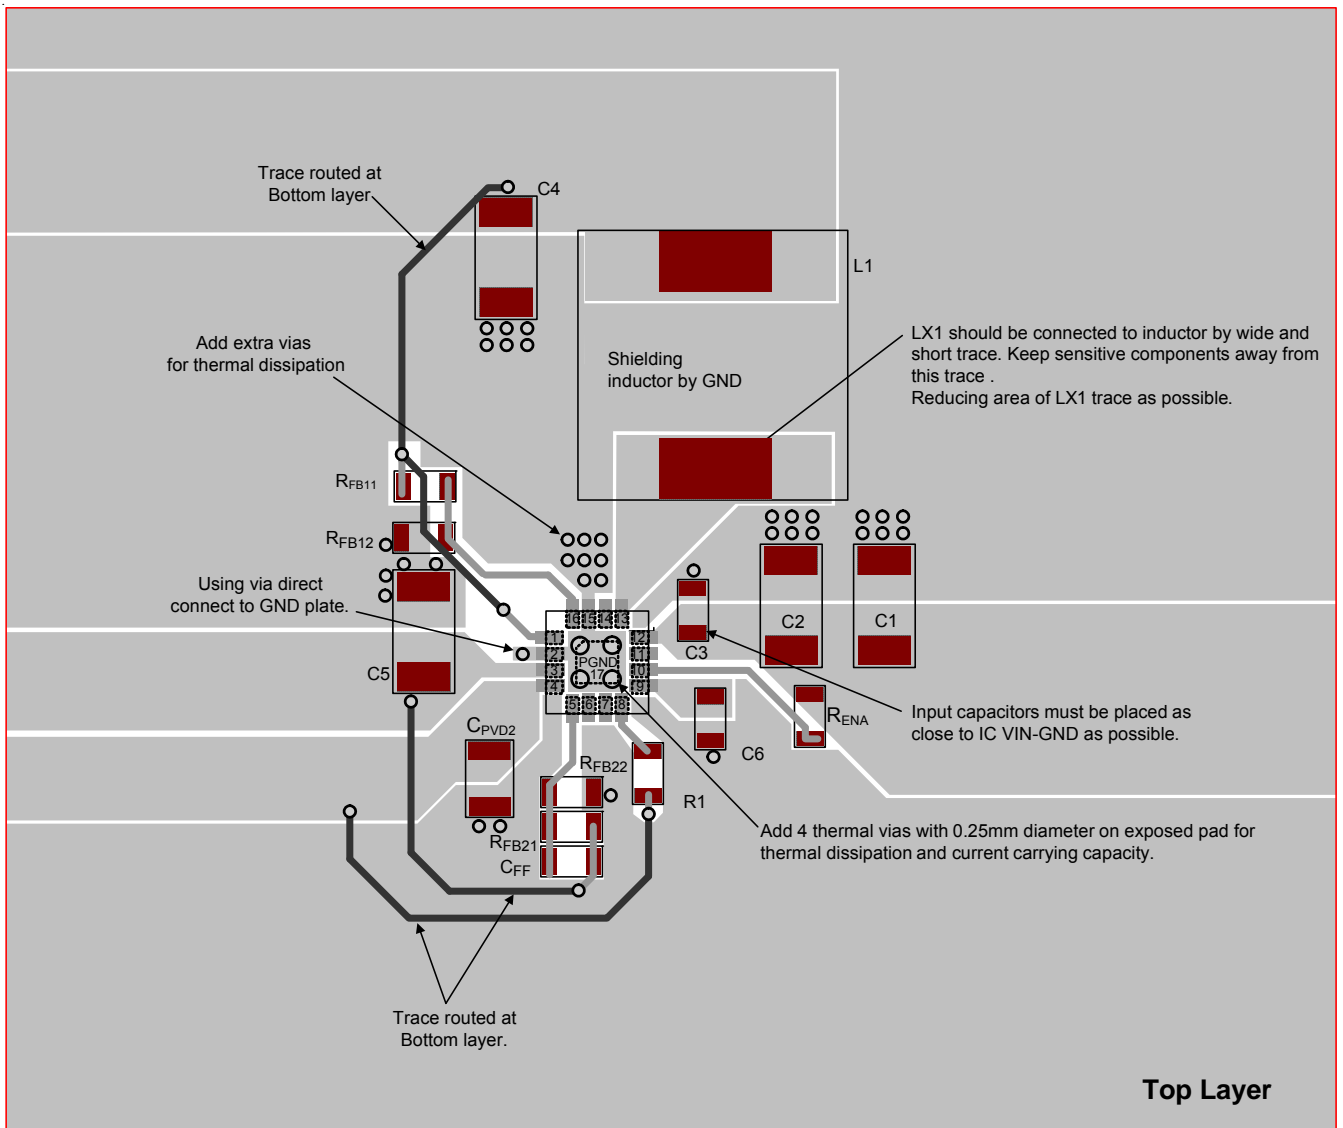 Trace routed at
Bottom layer
C4
L1
Add extra vias
for thermal dissipation
Shielding
inductor by GND
LX1 should be connected to inductor by wide and
short trace. Keep sensitive components away from
this trace .
Reducing area of LX1 trace as possible.
RFB11
RFB12
Using via direct
connect to GND plate.
16 15 14 13
1 2 3 4
PGND
17
12 11 10 9
5 6 7 8
C3
C2
C1
C5
CPVD2
RFB22
C6
RENA
Input capacitors must be placed as
close to IC VIN-GND as possible.
R1
RFB21
CFF
Add 4 thermal vias with 0.25mm diameter on exposed pad for
thermal dissipation and current carrying capacity.
Trace routed at
Bottom layer.
Top Layer